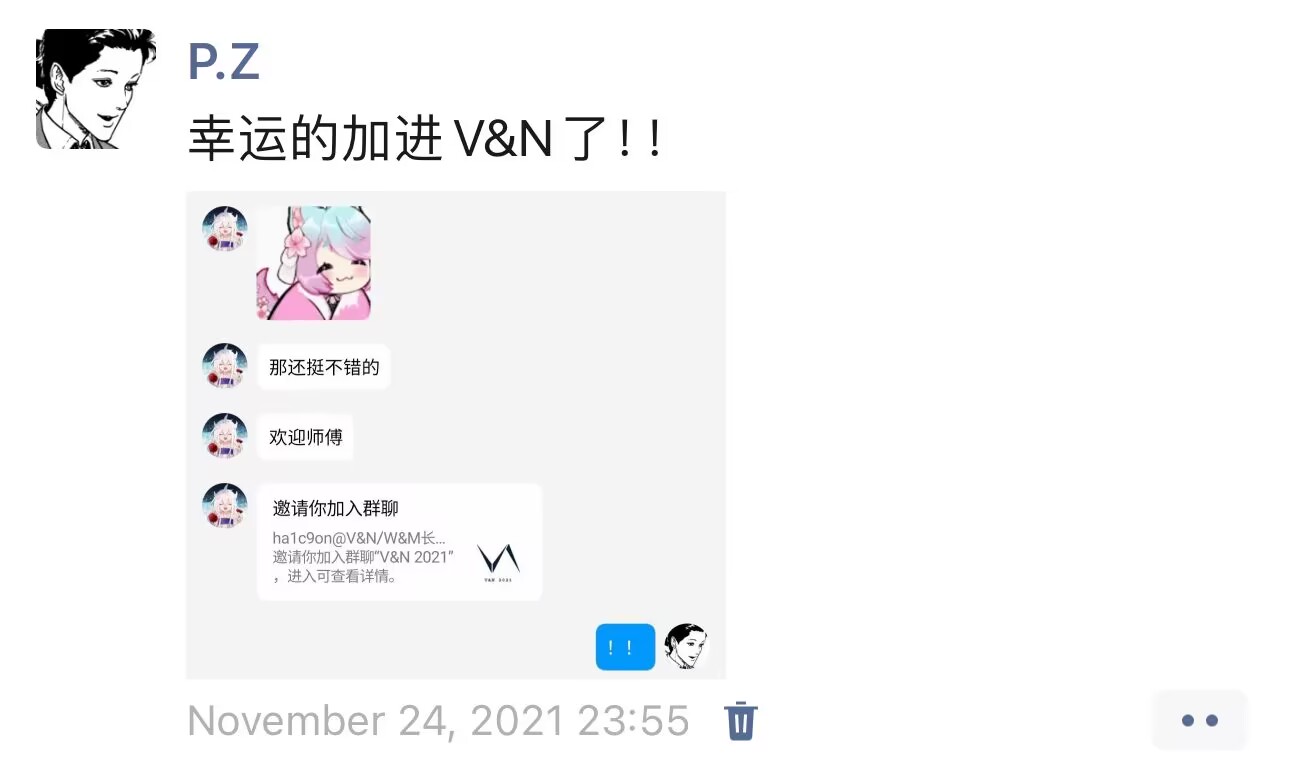 P.Z
幸运的加进V&N了！！
那还挺不错的
欢迎师傅
邀请你加入群聊
ha1c9on@V&N/W&M长...
邀请你加入群聊“V&N 2021”
，进入可查看详情。
V&N 2021
！！
November 24, 2021 23:55